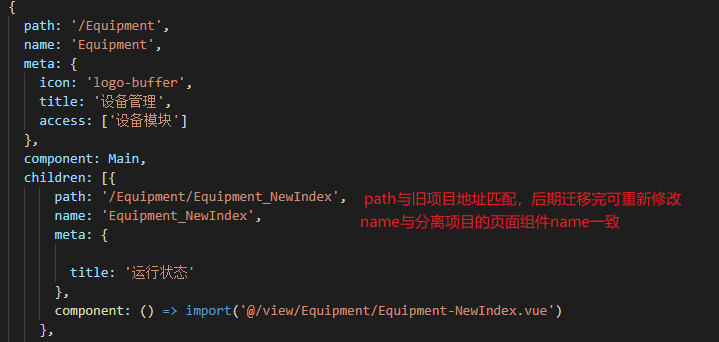 {
path: '/Equipment',
name: 'Equipment',
meta: {
icon: 'logo-buffer',
title: '设备管理',
access: ['设备模块']
},
component: Main,
children: [{
path: '/Equipment/Equipment_NewIndex', path与旧项目地址匹配，后期迁移完可重新修改
name: 'Equipment_NewIndex', name与分离项目的页面组件name一致
meta: {
title: '运行状态'
},
component: () => import('@/view/Equipment/Equipment-NewIndex.vue')
},